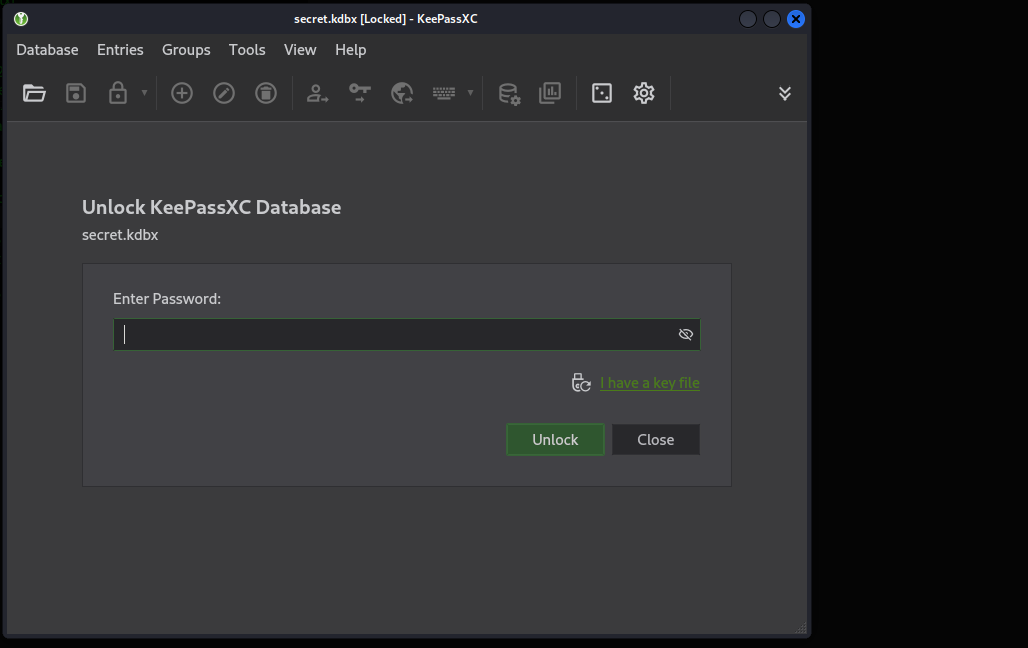 secret.kdbx [Locked] - KeePassXC
Database Entries Groups Tools View Help
Unlock KeePassXC Database
secret.kdbx
Enter Password:
I have a key file
Unlock Close